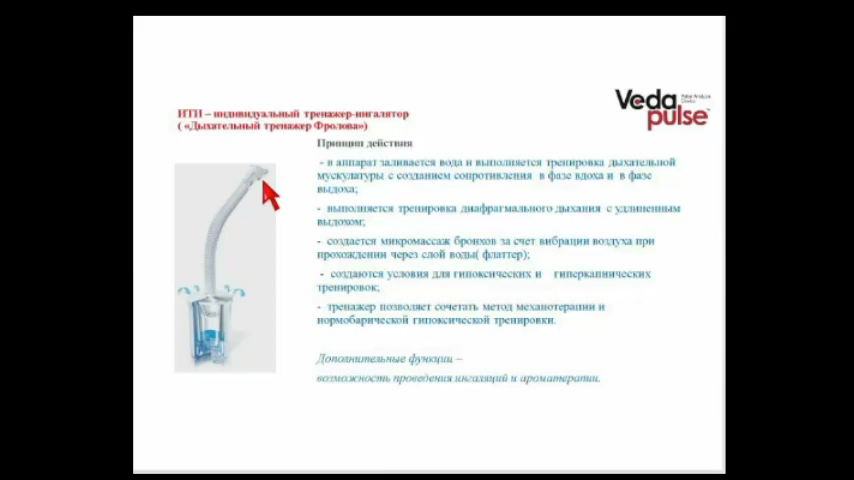 Veda
pulse™
ИТИ – индивидуальный тренажер-ингалятор
( «Дыхательный тренажер Фролова»)
Принцип действия
- в аппарат заливается вода и выполняется тренировка дыхательной
мускулатуры с созданием сопротивления в фазе вдоха и в фазе
выдоха;
- выполняется тренировка диафрагмального дыхания с удлиненным
выдохом;
- создается микромассаж бронхов за счет вибрации воздуха при
прохождении через слой воды( флаттер);
- создаются условия для гипоксических и гиперкапнических
тренировок;
- тренажер позволяет сочетать метод механотерапии и
нормобарической гипоксической тренировки.
Дополнительные функции –
возможность проведения ингаляций и ароматерапии.